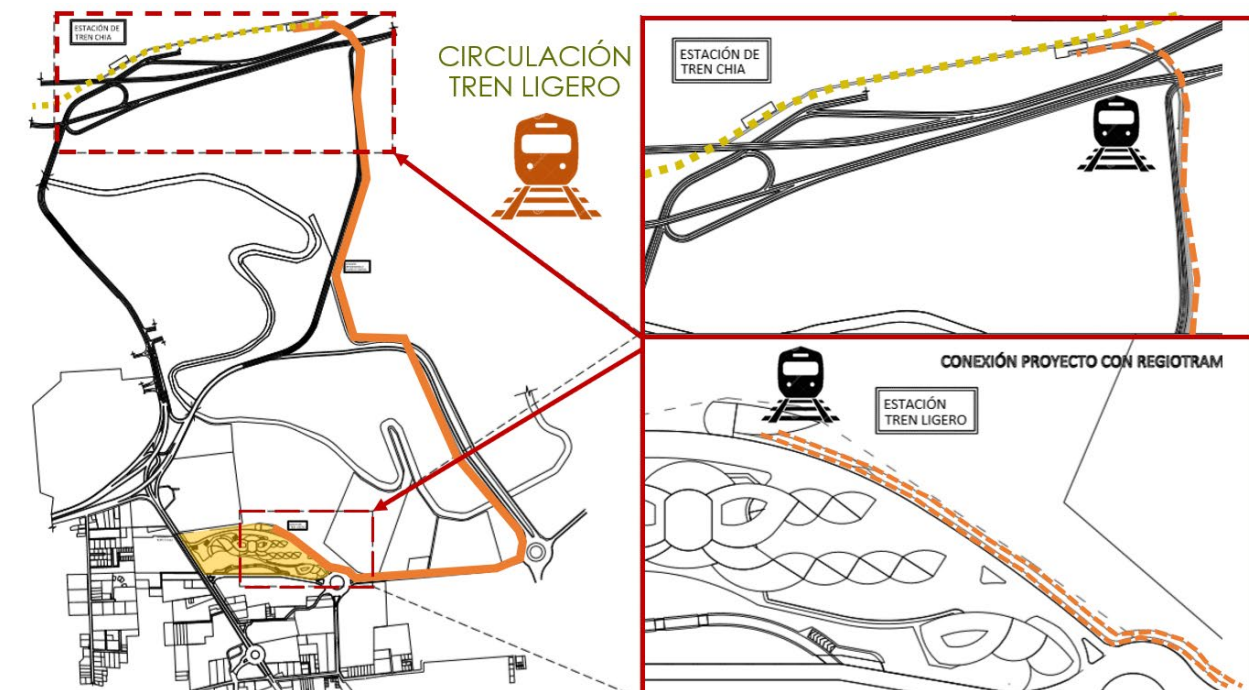 ESTACIÓN DE
TREN CHIA
CIRCULACIÓN
TREN LIGERO
ESTACIÓN DE
TREN CHIA
CONEXIÓN PROYECTO CON REGIOTRAM
ESTACIÓN
TREN LIGERO